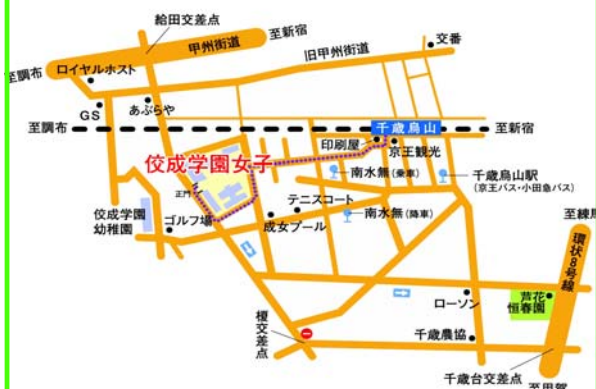 給田交差点
至新宿
甲州街道
旧甲州街道
交番
至調布
ロイヤルホスト
GS
あぶらや
至調布
千歳烏山
至新宿
印刷屋
京王観光
佼成学園女子
南水無(乗車)
千歳烏山駅
(京王バス・小田急バス)
正門
テニスコート
南水無(降車)
佼成学園
幼稚園
ゴルフ場
成女プール
至練馬
環状8号線
芦花
恒春園
ローソン
榎交差点
千歳農協
千歳台交差点
至用賀